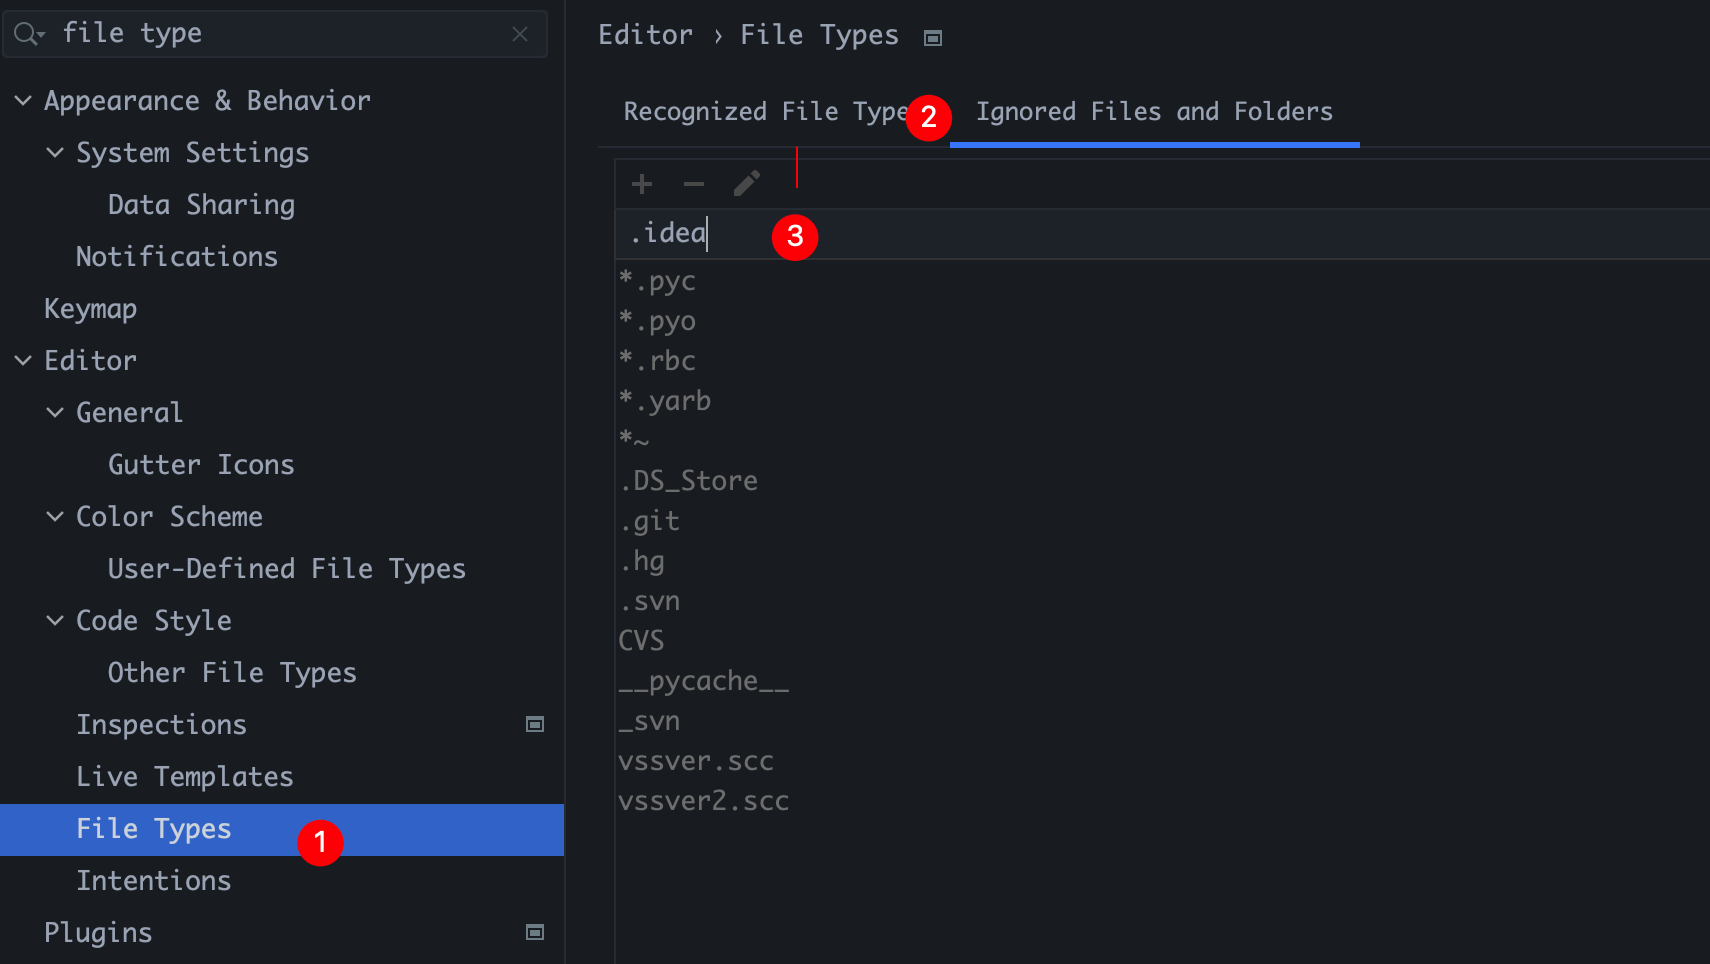 file type
Appearance & Behavior
System Settings
Data Sharing
Notifications
Keymap
Editor
General
Gutter Icons
Color Scheme
User-Defined File Types
Code Style
Other File Types
Inspections
Live Templates
File Types
1
Intentions
Plugins
Editor › File Types
Recognized File Type
2
Ignored Files and Folders
.idea
3
*.pyc
*.pyo
*.rbc
*.yarb
*~
.DS_Store
.git
.hg
.svn
CVS
__pycache__
_svn
vssver.scc
vssver2.scc